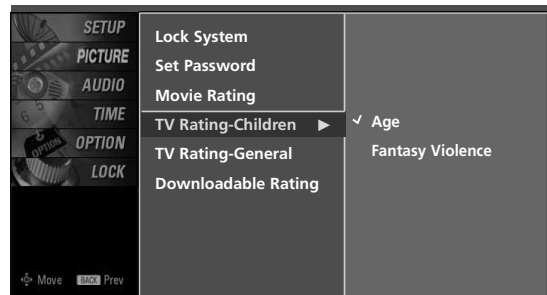 SETUP
PICTURE
AUDIO
TIME
OPTION
LOCK
Move BACK Prev
Lock System
Set Password
Movie Rating
TV Rating-Children ►
TV Rating-General
Downloadable Rating
✓ Age
Fantasy Violence